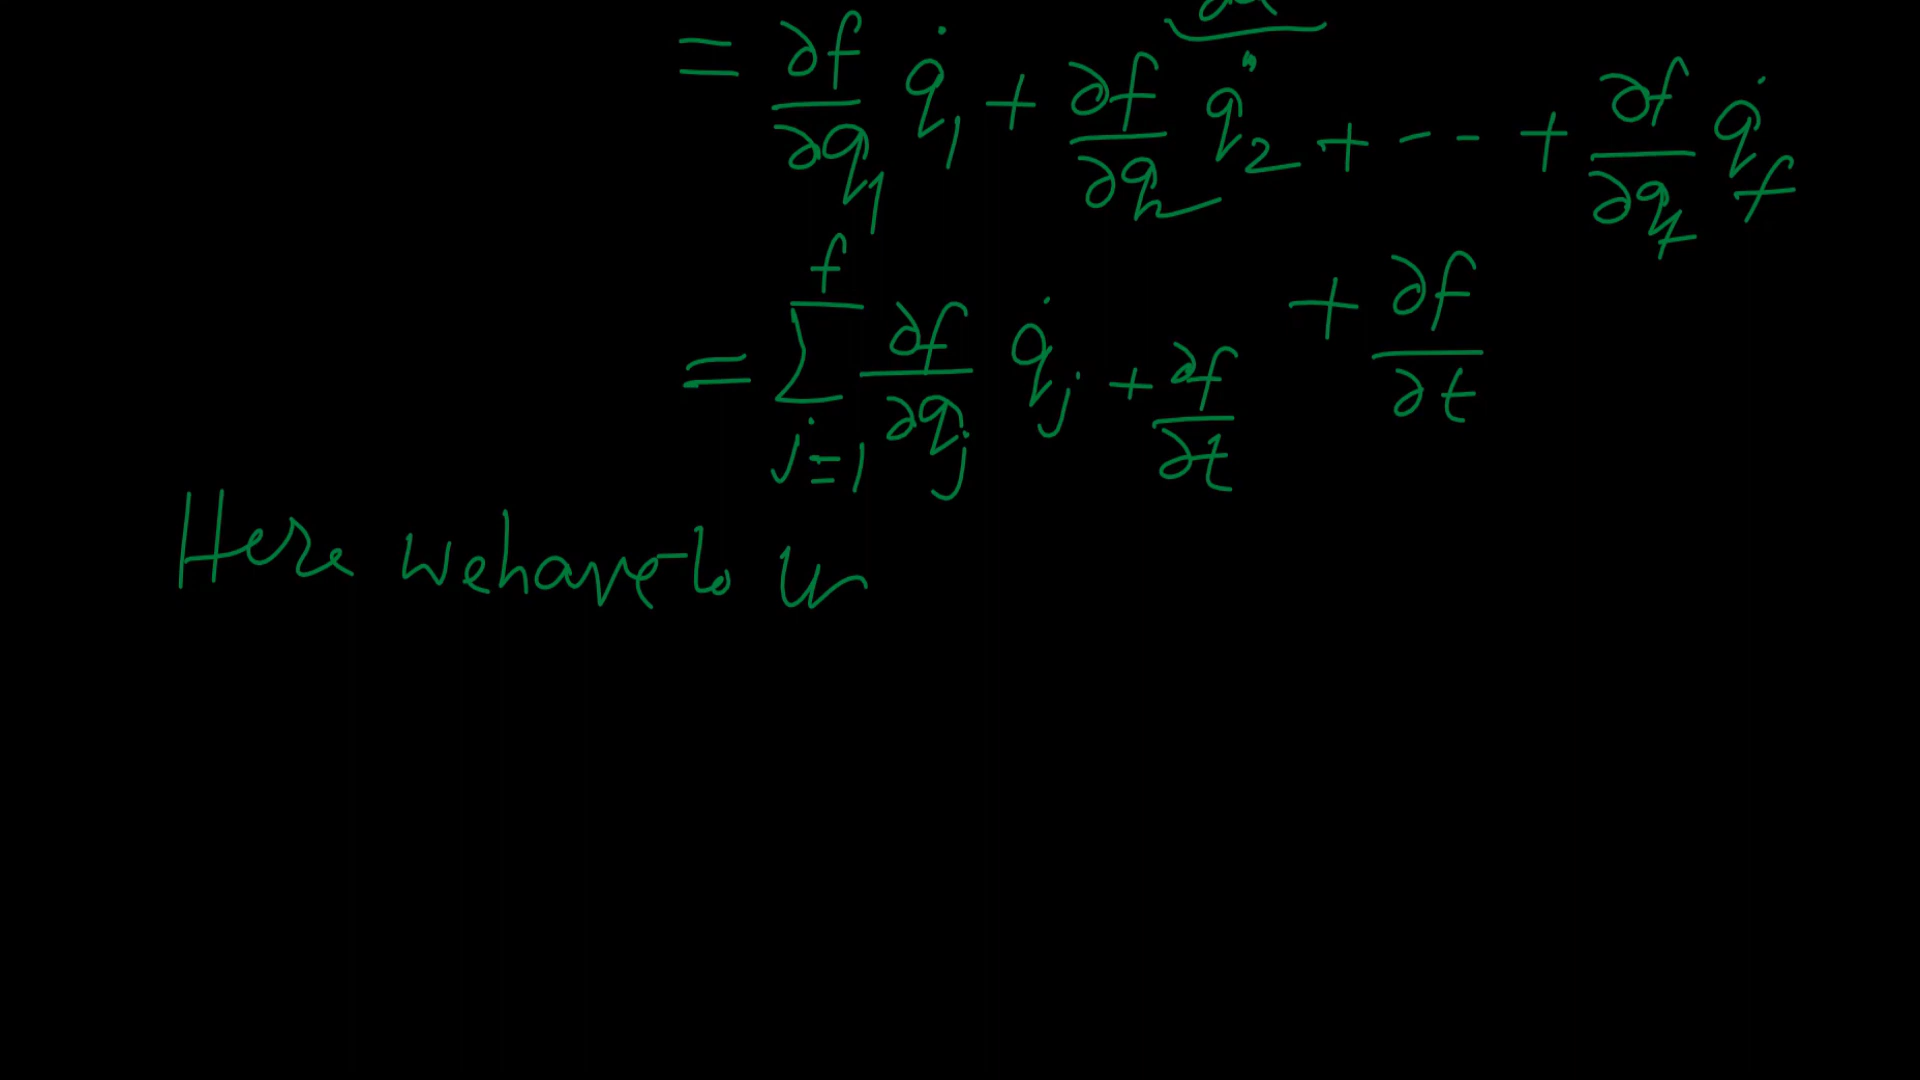 = ∂f/∂q₁ q̇₁ + ∂f/∂q₂ q̇₂ + -- + ∂f/∂q_f q̇_f
+ ∂f/∂t
= Σ_{j=1}^{f} ∂f/∂q_j q̇_j + ∂f/∂t
Here we have to